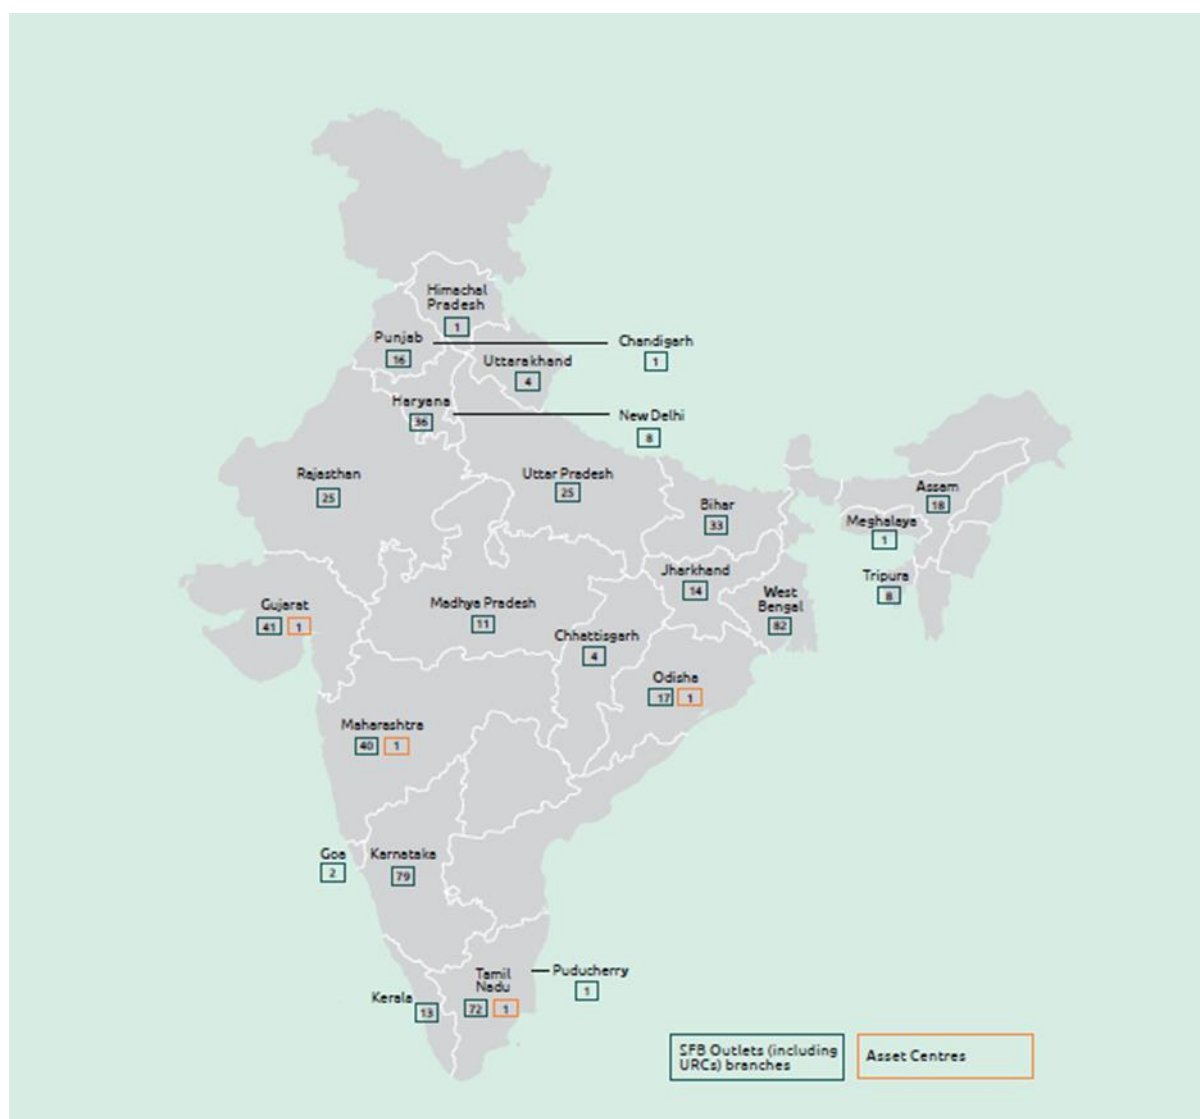 Himachal
Pradesh
1
Punjab
16
Chandigarh
1
Uttarakhand
4
Haryana
36
New Delhi
8
Rajasthan
25
Uttar Pradesh
25
Bihar
33
Assam
18
Meghalaya
1
Tripura
8
Jharkhand
14
West
Bengal
82
Gujarat
41 1
Madhya Pradesh
11
Chhattisgarh
4
Odisha
17 1
Maharashtra
40 1
Goa
2
Karnataka
79
Puducherry
1
Tamil
Nadu
72 1
Kerala
13
SFB Outlets (including
URCs) branches
Asset Centres